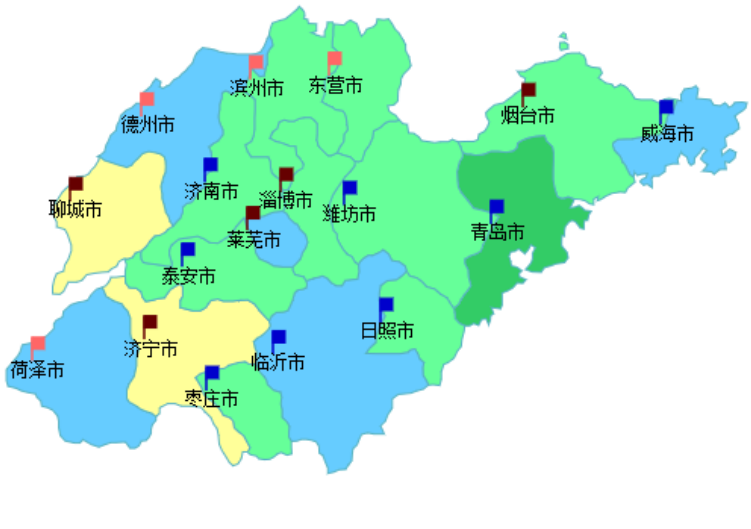 滨州市
东营市
德州市
烟台市
威海市
济南市
淄博市
聊城市
潍坊市
莱芜市
青岛市
泰安市
日照市
济宁市
临沂市
菏泽市
枣庄市